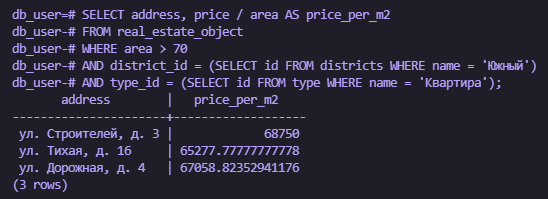 db_user=# SELECT address, price / area AS price_per_m2
db_user-# FROM real_estate_object
db_user-# WHERE area > 70
db_user-# AND district_id = (SELECT id FROM districts WHERE name = 'Южный')
db_user-# AND type_id = (SELECT id FROM type WHERE name = 'Квартира');
       address        |   price_per_m2
----------------------+-------------------
 ул. Строителей, д. 3 |             68750
 ул. Тихая, д. 16     | 65277.77777777778
 ул. Дорожная, д. 4   | 67058.82352941176
(3 rows)